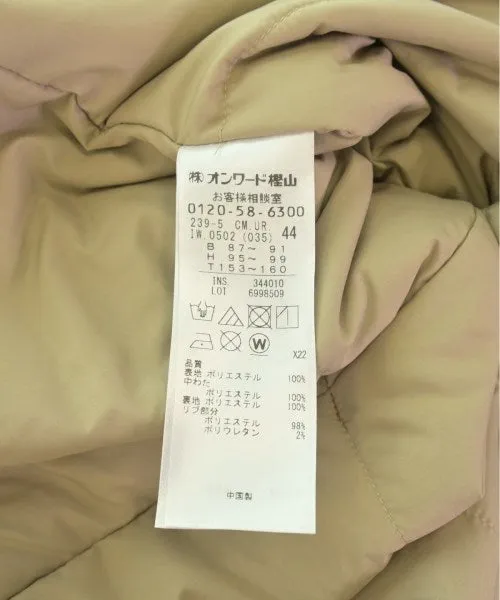 ㈱オンワード樫山
お客様相談室
0120-58-6300
239-5 CM.UR.
IW.0502 (035) 44
B 87~ 91
H 95~ 99
T153~160
INS. 344010
LOT 6998509
W
X22
品質
表地 ポリエステル 100%
中わた
ポリエステル 100%
裏地 ポリエステル 100%
リブ部分
ポリエステル 98%
ポリウレタン 2%
中国製